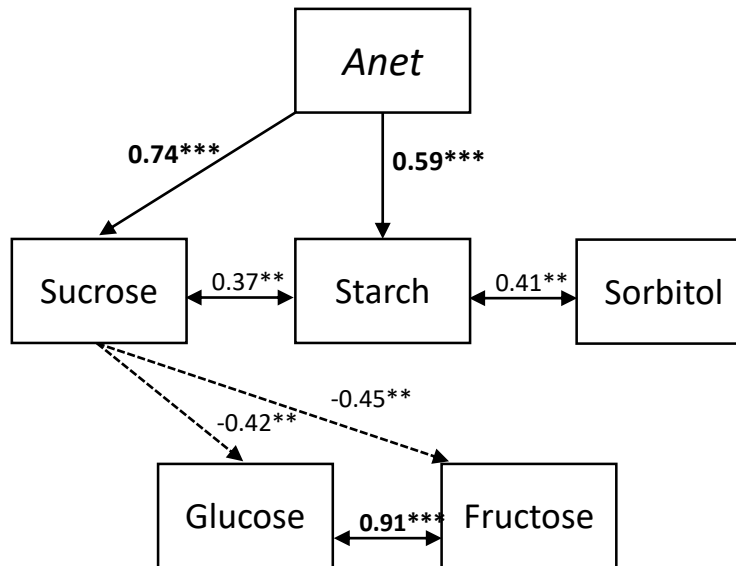 Anet
0.74***
0.59***
Sucrose
0.37**
Starch
0.41**
Sorbitol
-0.42**
-0.45**
Glucose
0.91***
Fructose